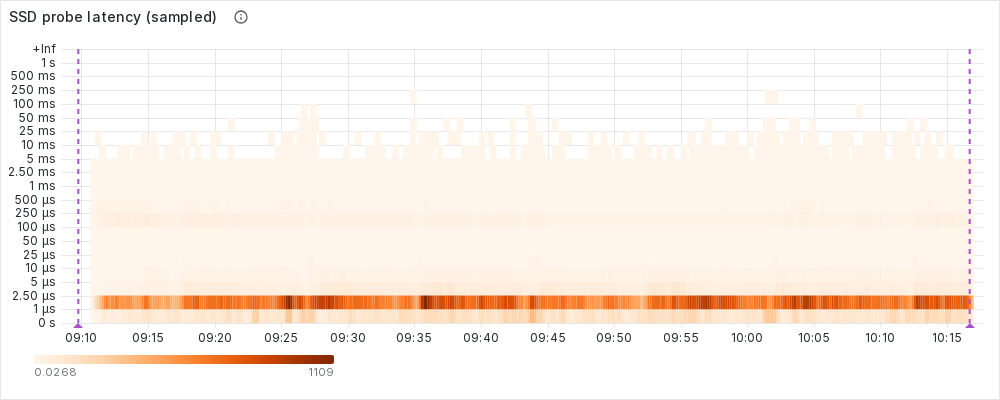 SSD probe latency (sampled)
+Inf
1 s
500 ms
250 ms
100 ms
50 ms
25 ms
10 ms
5 ms
2.50 ms
1 ms
500 µs
250 µs
100 µs
50 µs
25 µs
10 µs
5 µs
2.50 µs
1 µs
0 s
09:10 09:15 09:20 09:25 09:30 09:35 09:40 09:45 09:50 09:55 10:00 10:05 10:10 10:15
0.0268 1109